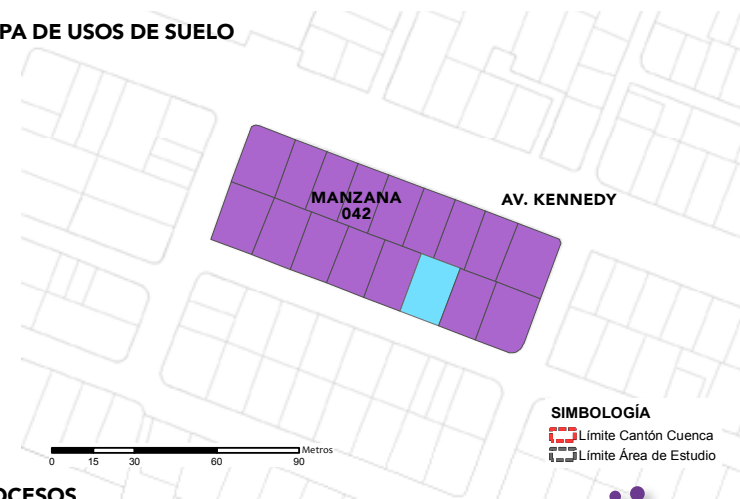 PA DE USOS DE SUELO
MANZANA
042
AV. KENNEDY
SIMBOLOGÍA
Límite Cantón Cuenca
Límite Área de Estudio
Metros
0 15 30 60 90
OCESOS